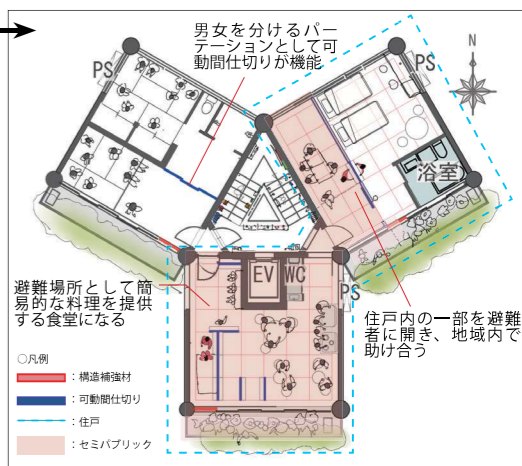 男女を分けるパー
テーションとして可
動間仕切りが機能
N
PS
浴室
EV
WC
PS
避難場所として簡
易的な料理を提供
する食堂になる
住戸内の一部を避難
者に開き、地域内で
助け合う
○凡例
：構造補強材
：可動間仕切り
：住戸
：セミパブリック